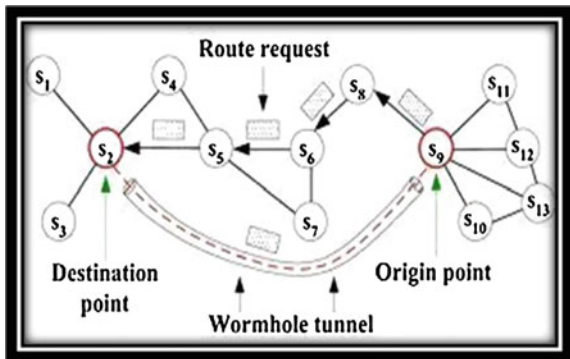 Route request
S1
S4
S8
S11
S2
S5
S6
S9
S12
S3
S7
S10
S13
Destination
point
Origin point
Wormhole tunnel